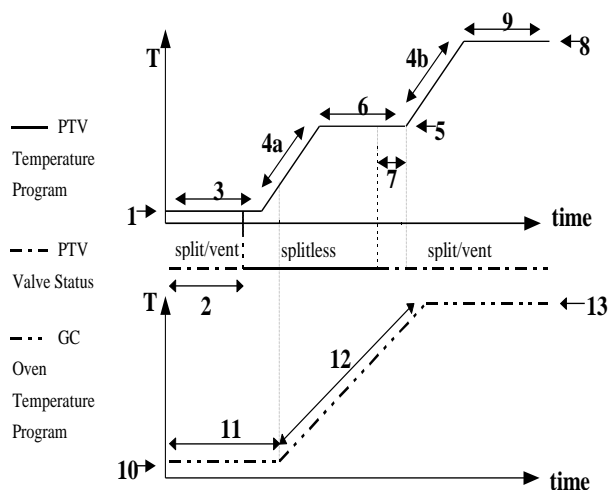 T
9
8
4b
6
4a
5
PTV
Temperature
Program
7
3
1
time
split/vent
splitless
split/vent
PTV
Valve Status
2
T
13
GC
Oven
Temperature
Program
12
11
10
time